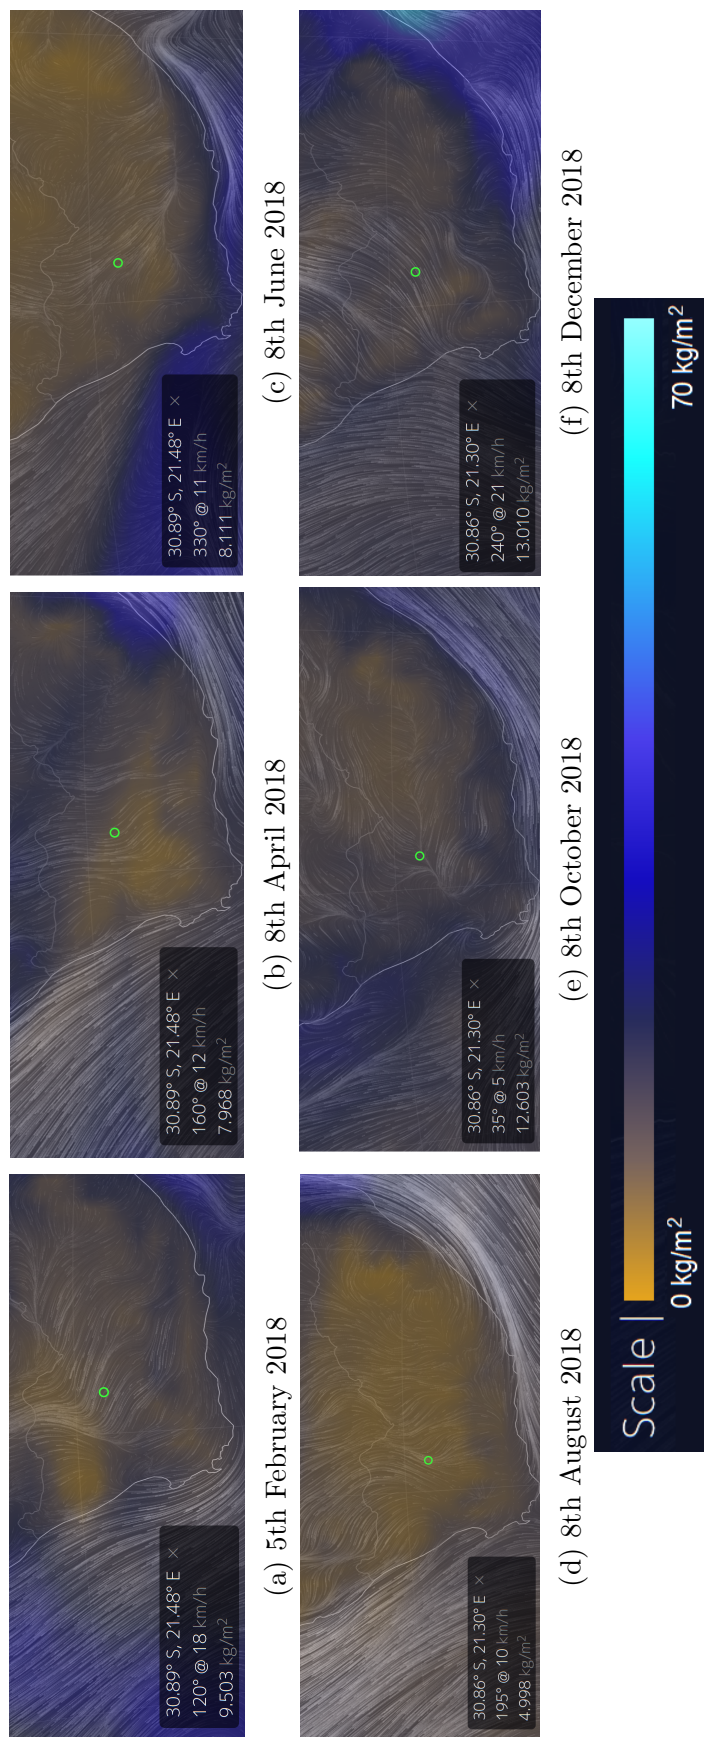 30.89° S, 21.48° E ×
120° @ 18 km/h
9.503 kg/m²
(a) 5th February 2018
30.89° S, 21.48° E ×
160° @ 12 km/h
7.968 kg/m²
(b) 8th April 2018
30.89° S, 21.48° E ×
330° @ 11 km/h
8.111 kg/m²
(c) 8th June 2018
30.86° S, 21.30° E ×
195° @ 10 km/h
4.998 kg/m²
(d) 8th August 2018
30.86° S, 21.30° E ×
35° @ 5 km/h
12.603 kg/m²
(e) 8th October 2018
30.86° S, 21.30° E ×
240° @ 21 km/h
13.010 kg/m²
(f) 8th December 2018
Scale |
0 kg/m² 70 kg/m²